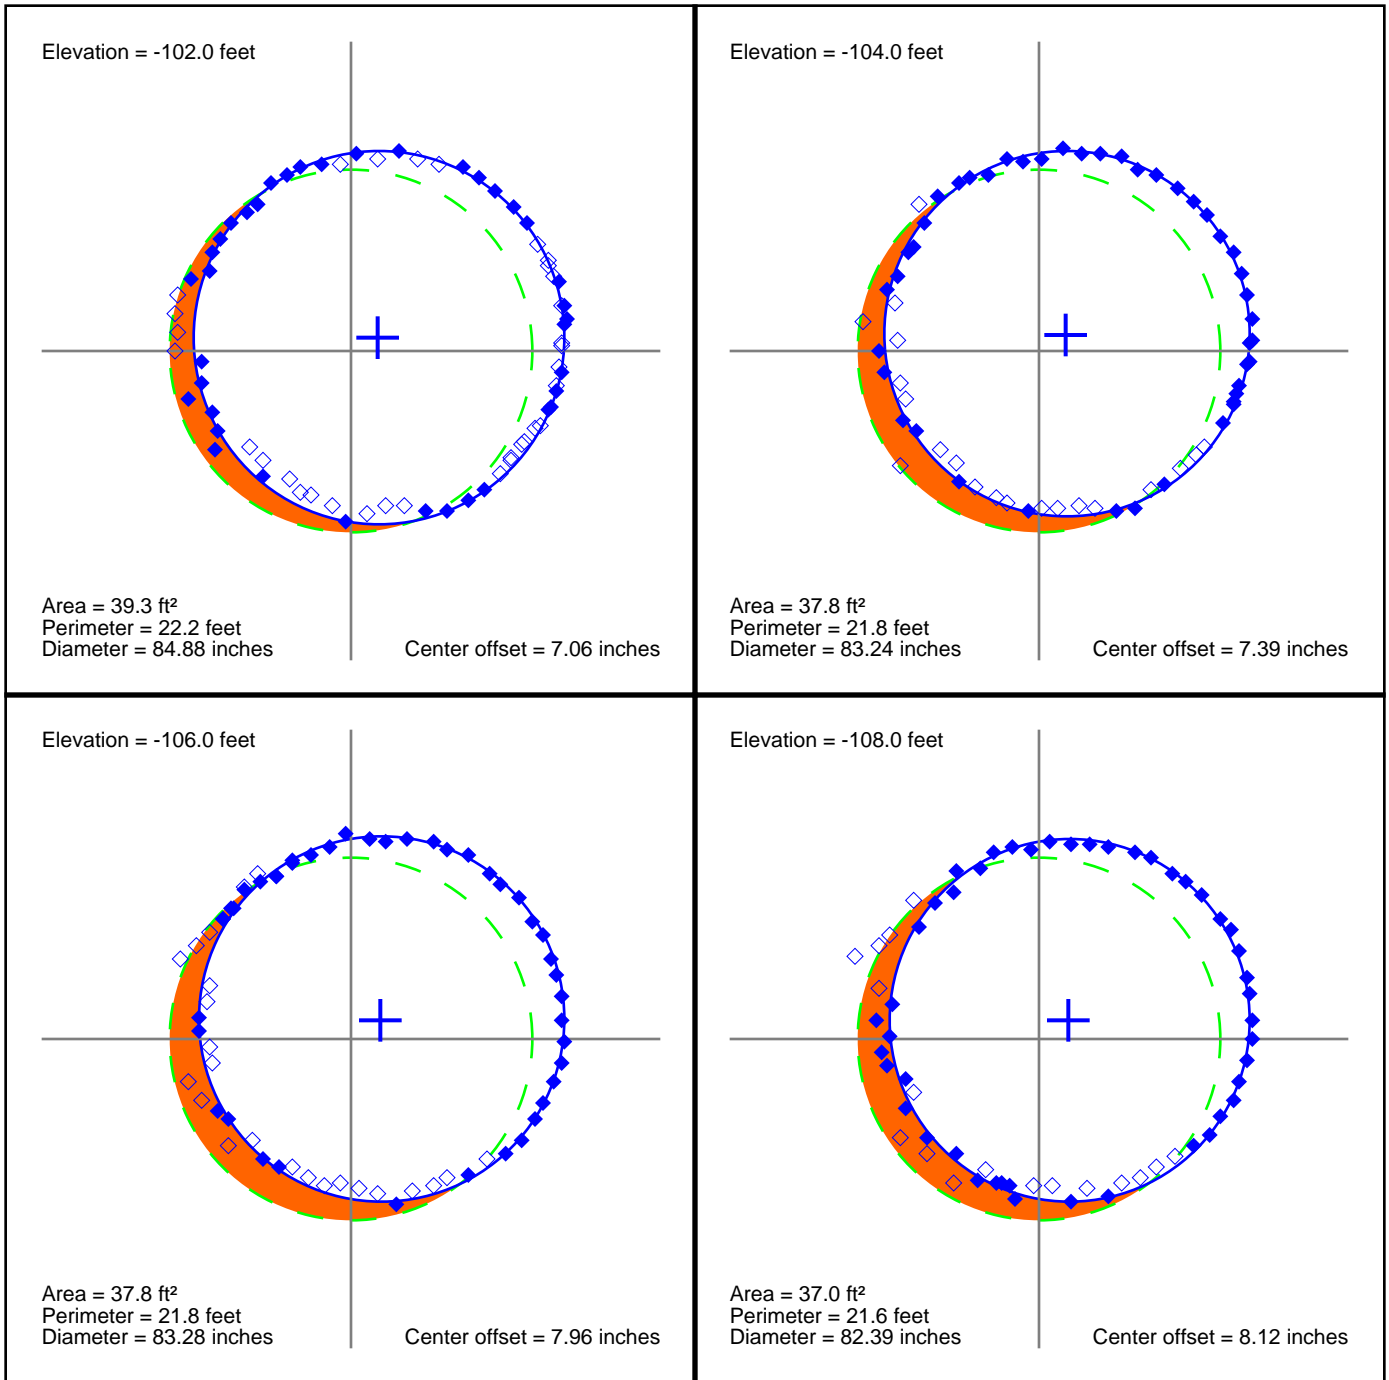 Elevation = -102.0 feet
Area = 39.3 ft²
Perimeter = 22.2 feet
Diameter = 84.88 inches
Center offset = 7.06 inches
Elevation = -104.0 feet
Area = 37.8 ft²
Perimeter = 21.8 feet
Diameter = 83.24 inches
Center offset = 7.39 inches
Elevation = -106.0 feet
Area = 37.8 ft²
Perimeter = 21.8 feet
Diameter = 83.28 inches
Center offset = 7.96 inches
Elevation = -108.0 feet
Area = 37.0 ft²
Perimeter = 21.6 feet
Diameter = 82.39 inches
Center offset = 8.12 inches